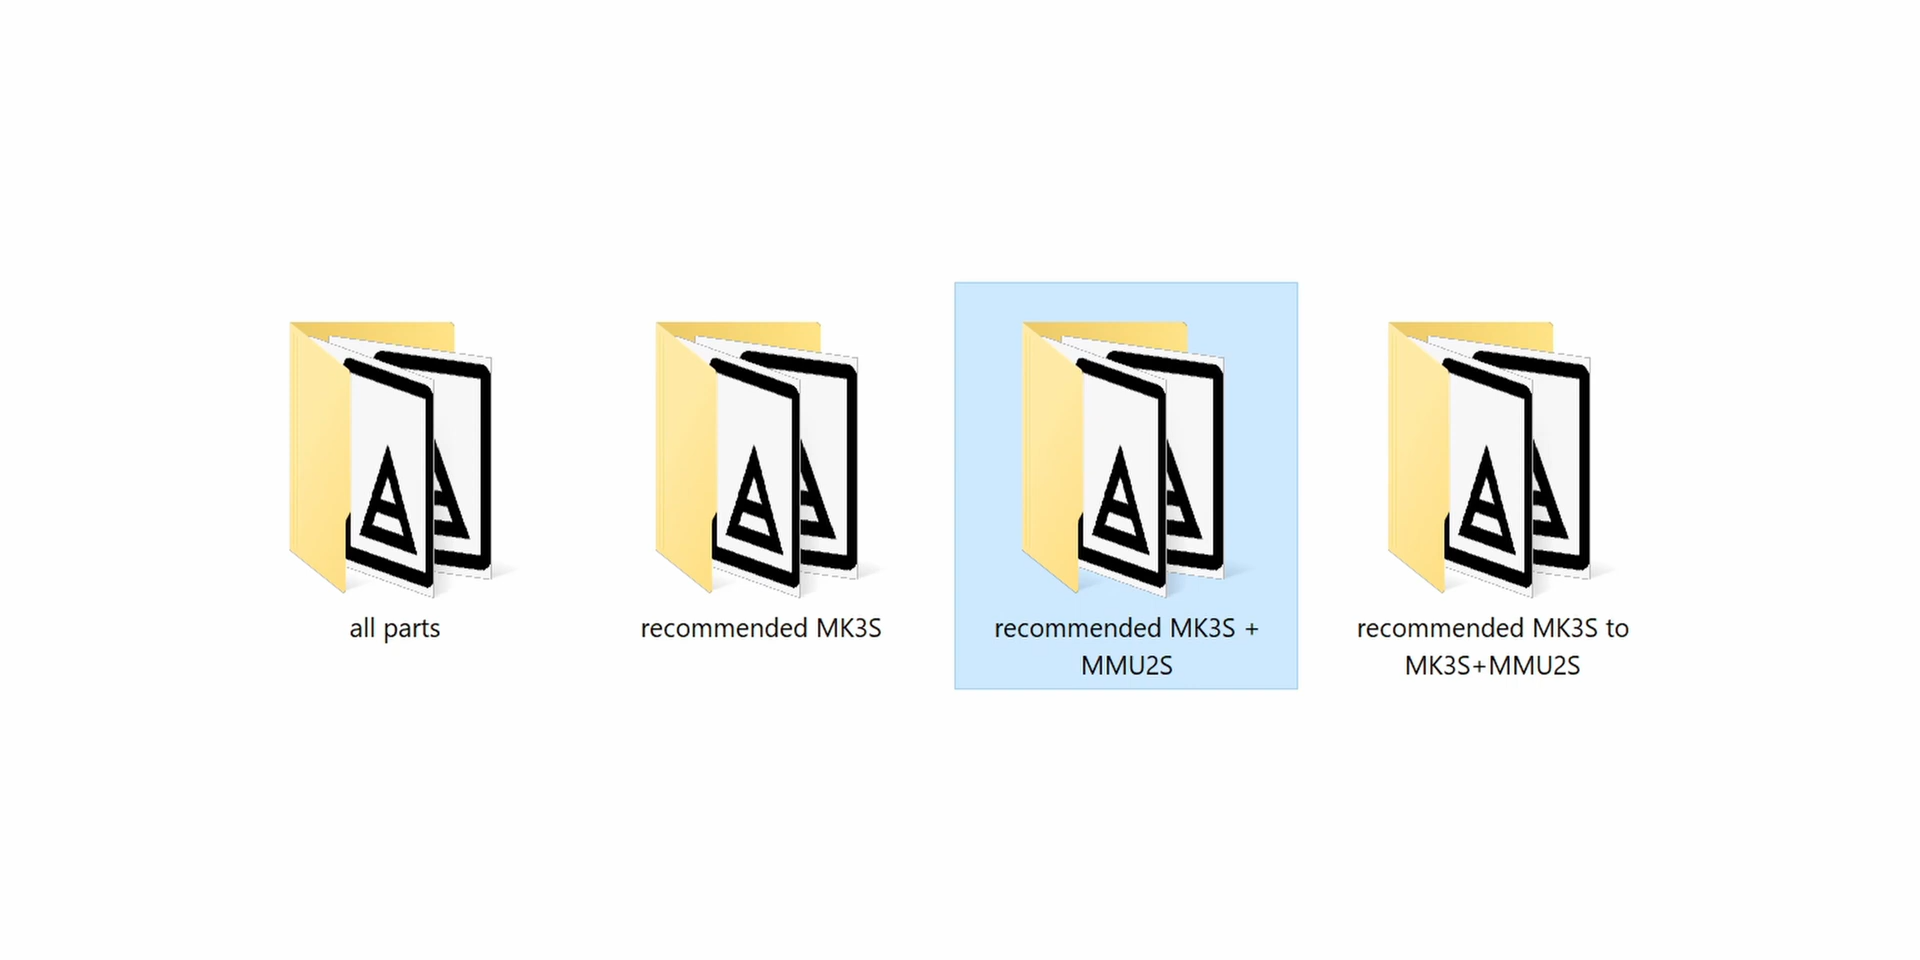 all parts
recommended MK3S
recommended MK3S +
MMU2S
recommended MK3S to
MK3S+MMU2S